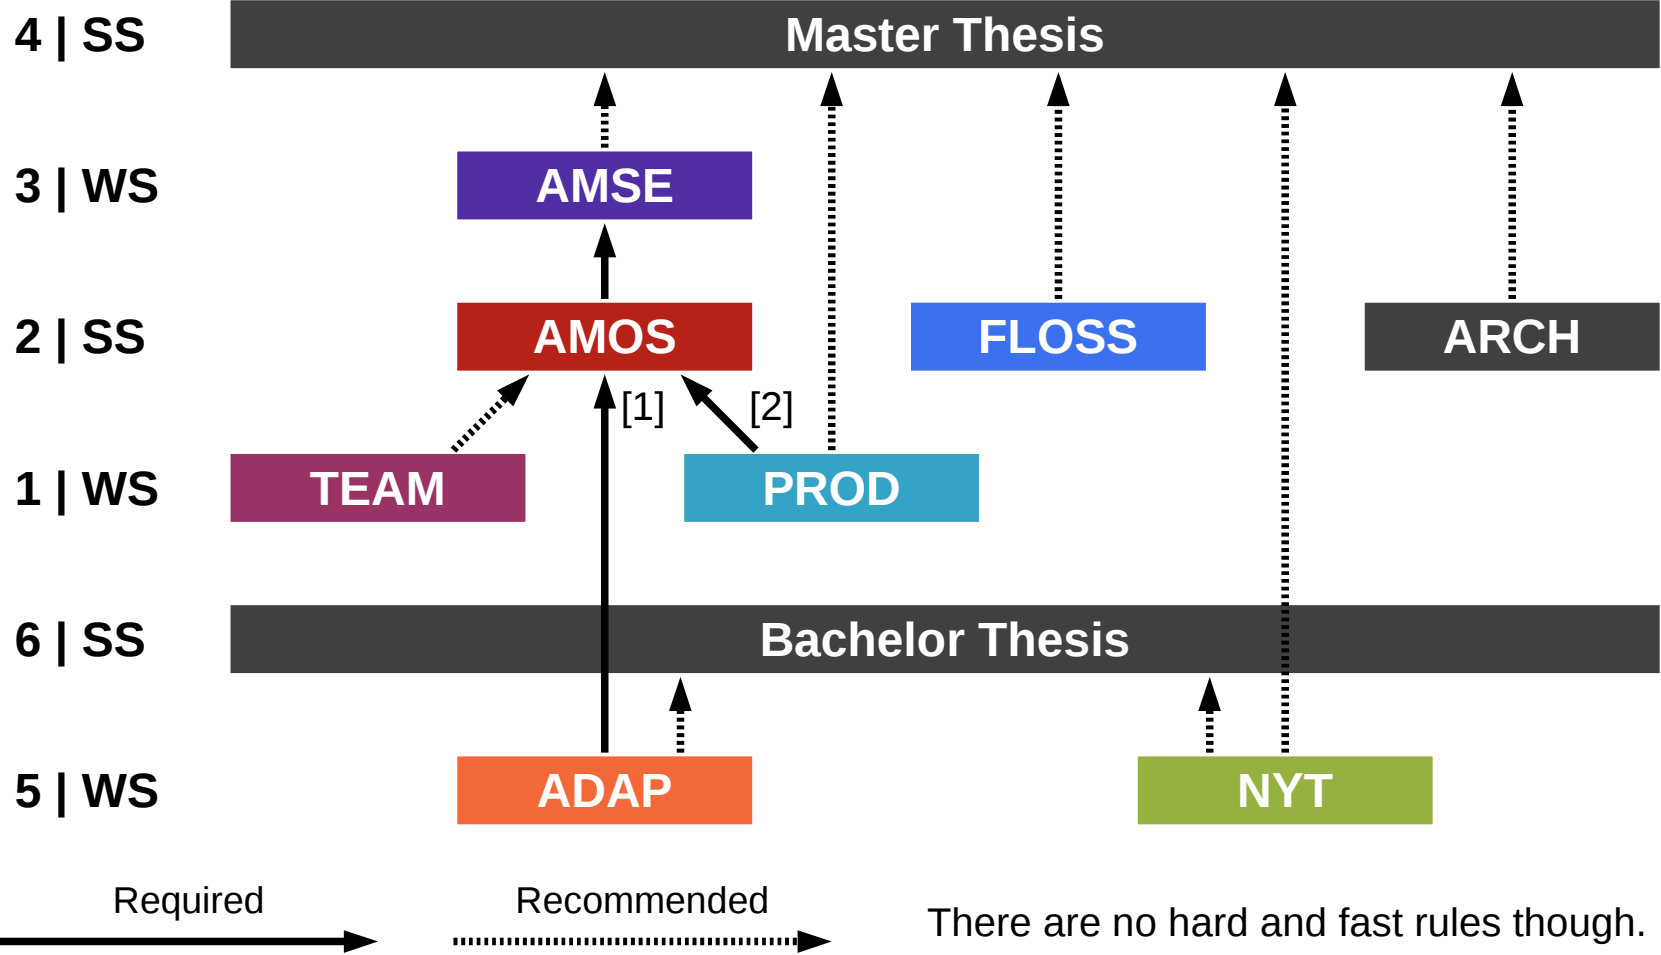 4 | SS
Master Thesis
3 | WS
AMSE
2 | SS
AMOS
FLOSS
ARCH
[1]
[2]
1 | WS
TEAM
PROD
6 | SS
Bachelor Thesis
5 | WS
ADAP
NYT
Required
Recommended
There are no hard and fast rules though.